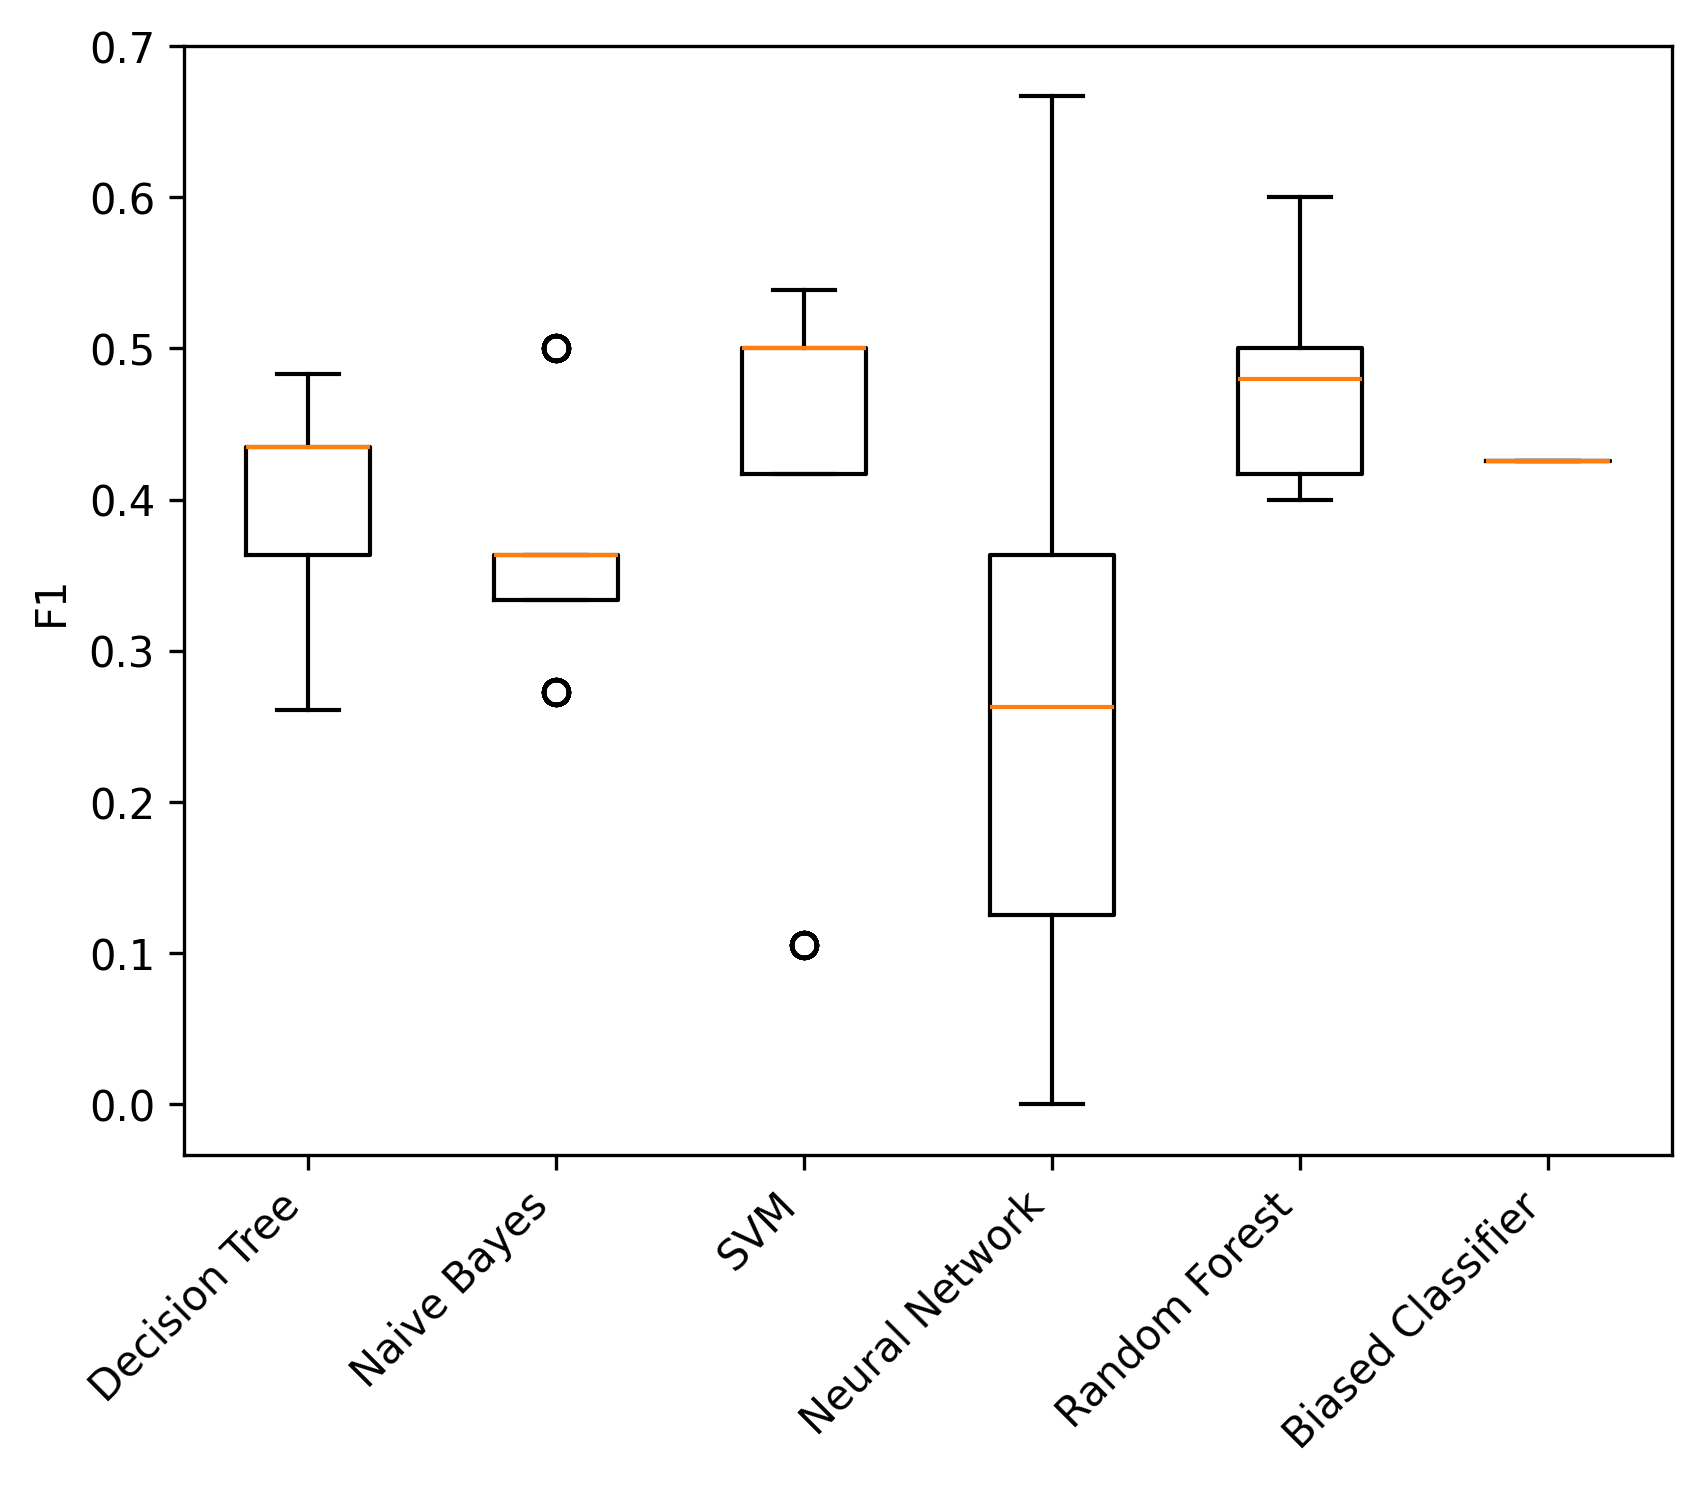 0.7
0.6
0.5
0.4
0.3
0.2
0.1
0.0
F1
Decision Tree
Naive Bayes
SVM
Neural Network
Random Forest
Biased Classifier